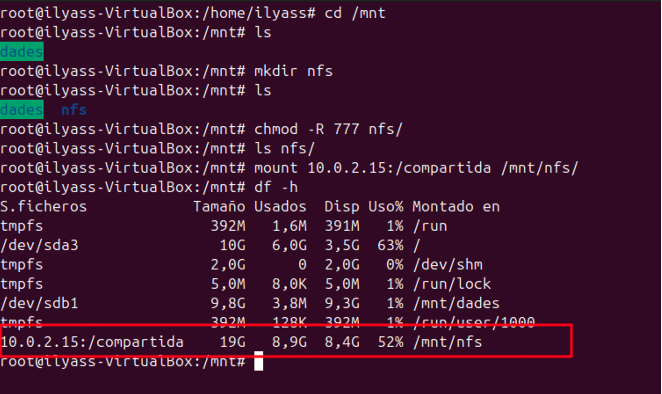 root@ilyass-VirtualBox:/home/ilyass# cd /mnt
root@ilyass-VirtualBox:/mnt# ls
dades
root@ilyass-VirtualBox:/mnt# mkdir nfs
root@ilyass-VirtualBox:/mnt# ls
dades  nfs
root@ilyass-VirtualBox:/mnt# chmod -R 777 nfs/
root@ilyass-VirtualBox:/mnt# ls nfs/
root@ilyass-VirtualBox:/mnt# mount 10.0.2.15:/compartida /mnt/nfs/
root@ilyass-VirtualBox:/mnt# df -h
S.ficheros            Tamaño Usados  Disp Uso% Montado en
tmpfs                   392M   1,6M  391M   1% /run
/dev/sda3                10G   6,0G  3,5G  63% /
tmpfs                   2,0G      0  2,0G   0% /dev/shm
tmpfs                   5,0M   8,0K  5,0M   1% /run/lock
/dev/sdb1               9,8G   3,8M  9,3G   1% /mnt/dades
tmpfs                   392M   128K  392M   1% /run/user/1000
10.0.2.15:/compartida    19G   8,9G  8,4G  52% /mnt/nfs
root@ilyass-VirtualBox:/mnt#